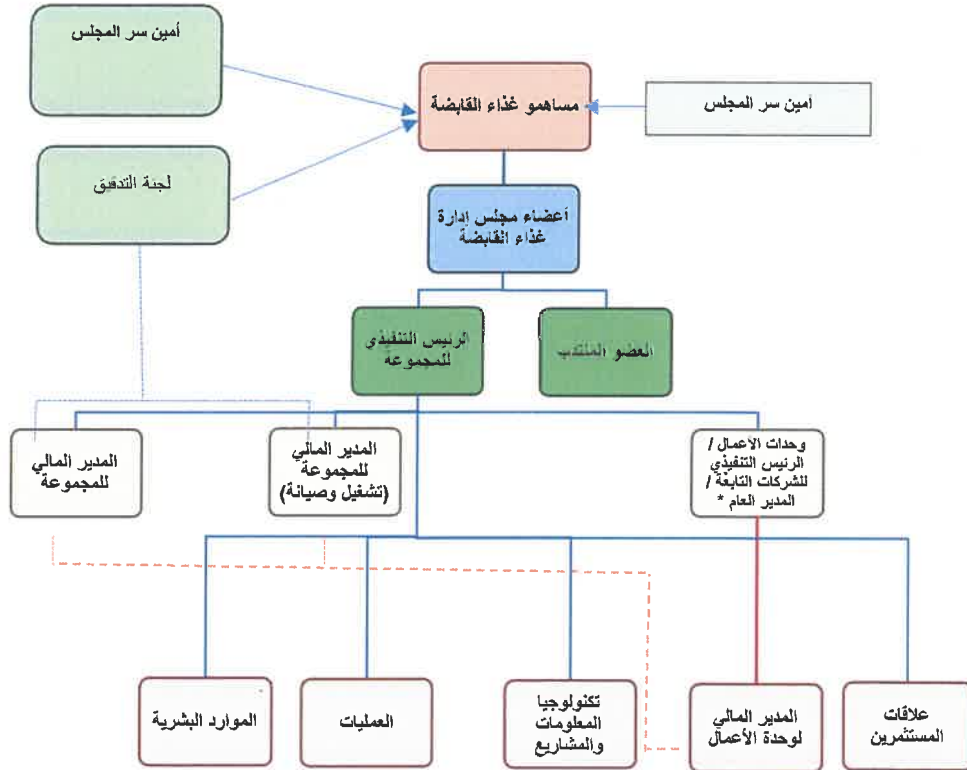 أمين سر المجلس
مساهمو غذاء القابضة
أمين سر المجلس
لجنة التدقيق
أعضاء مجلس إدارة
غذاء القابضة
الرئيس التنفيذي
للمجموعة
العضو المنتدب
المدير المالي
للمجموعة
المدير المالي
للمجموعة
(تشغيل وصيانة)
وحدات الأعمال /
الرئيس التنفيذي
للشركات التابعة /
المدير العام *
الموارد البشرية
العمليات
تكنولوجيا
المعلومات
والمشاريع
المدير المالي
لوحدة الأعمال
علاقات
المستثمرين